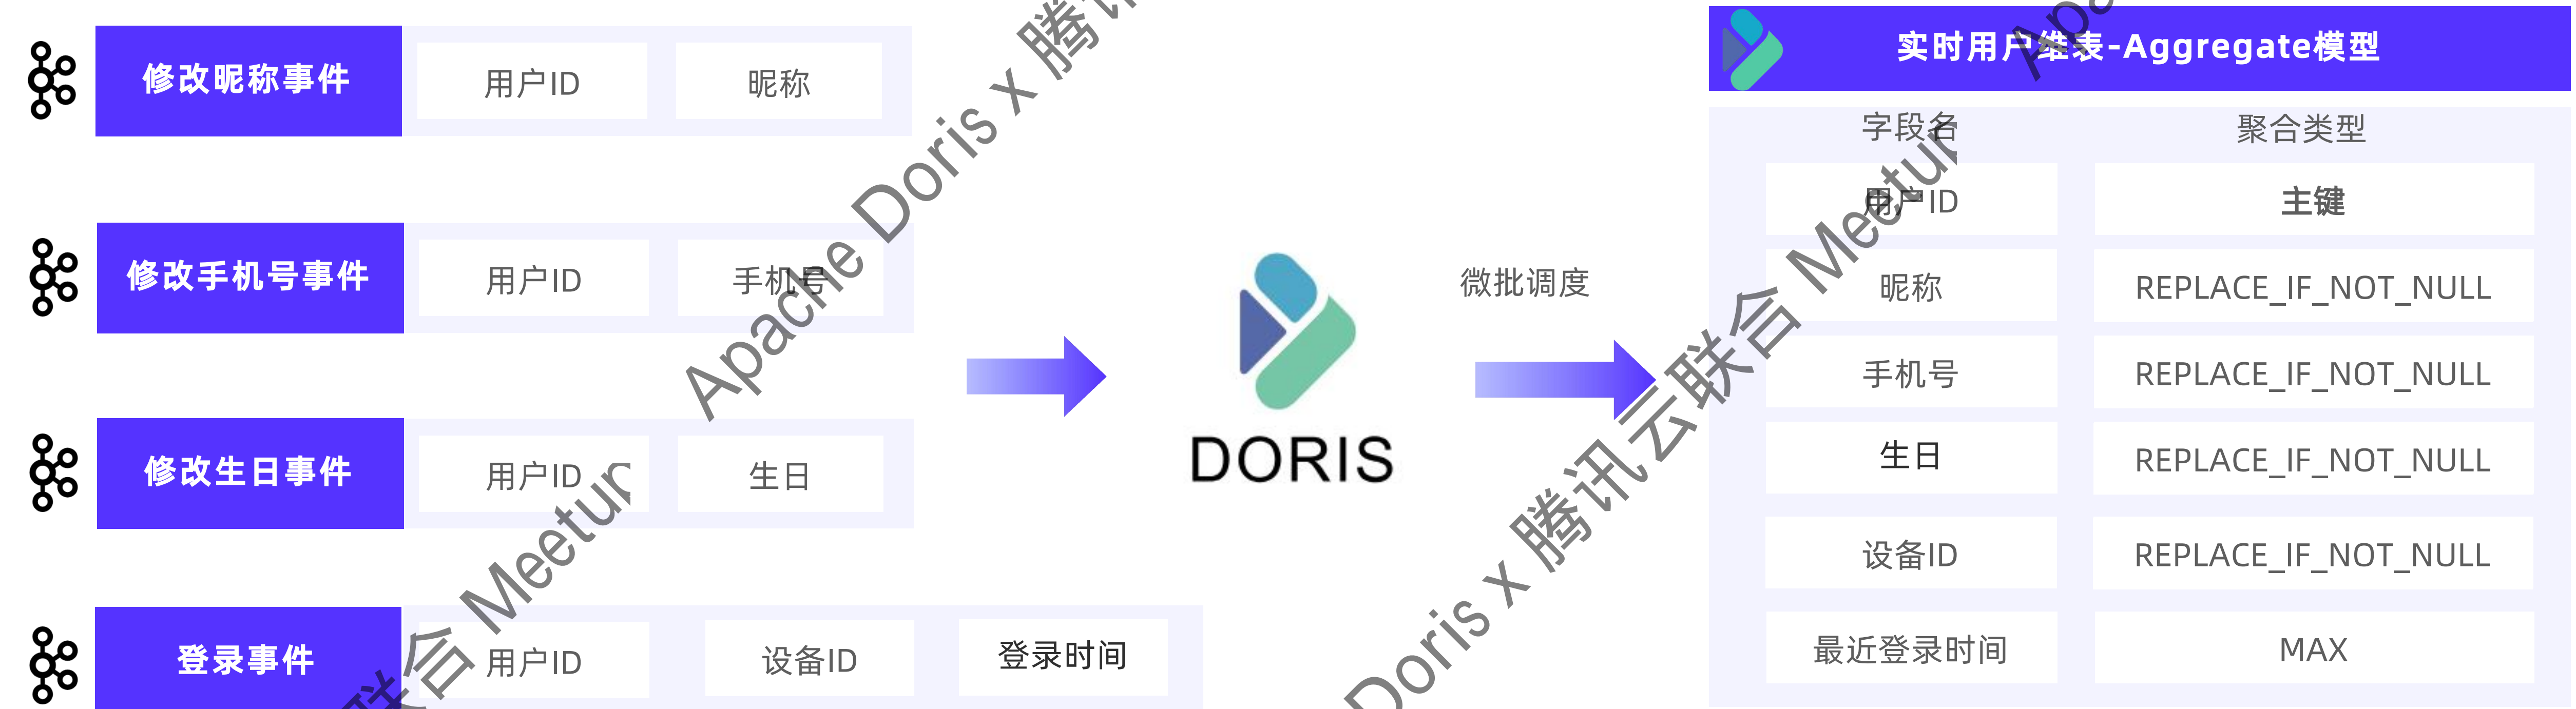 修改昵称事件 用户ID 昵称
修改手机号事件 用户ID 手机号
修改生日事件 用户ID 生日
登录事件 用户ID 设备ID 登录时间
DORIS
微批调度
实时用户维表-Aggregate模型
字段名 聚合类型
用户ID 主键
昵称 REPLACE_IF_NOT_NULL
手机号 REPLACE_IF_NOT_NULL
生日 REPLACE_IF_NOT_NULL
设备ID REPLACE_IF_NOT_NULL
最近登录时间 MAX
Apache Doris x 腾讯
联合 Meetup
Doris x 腾讯云联合 Meetup
Apa